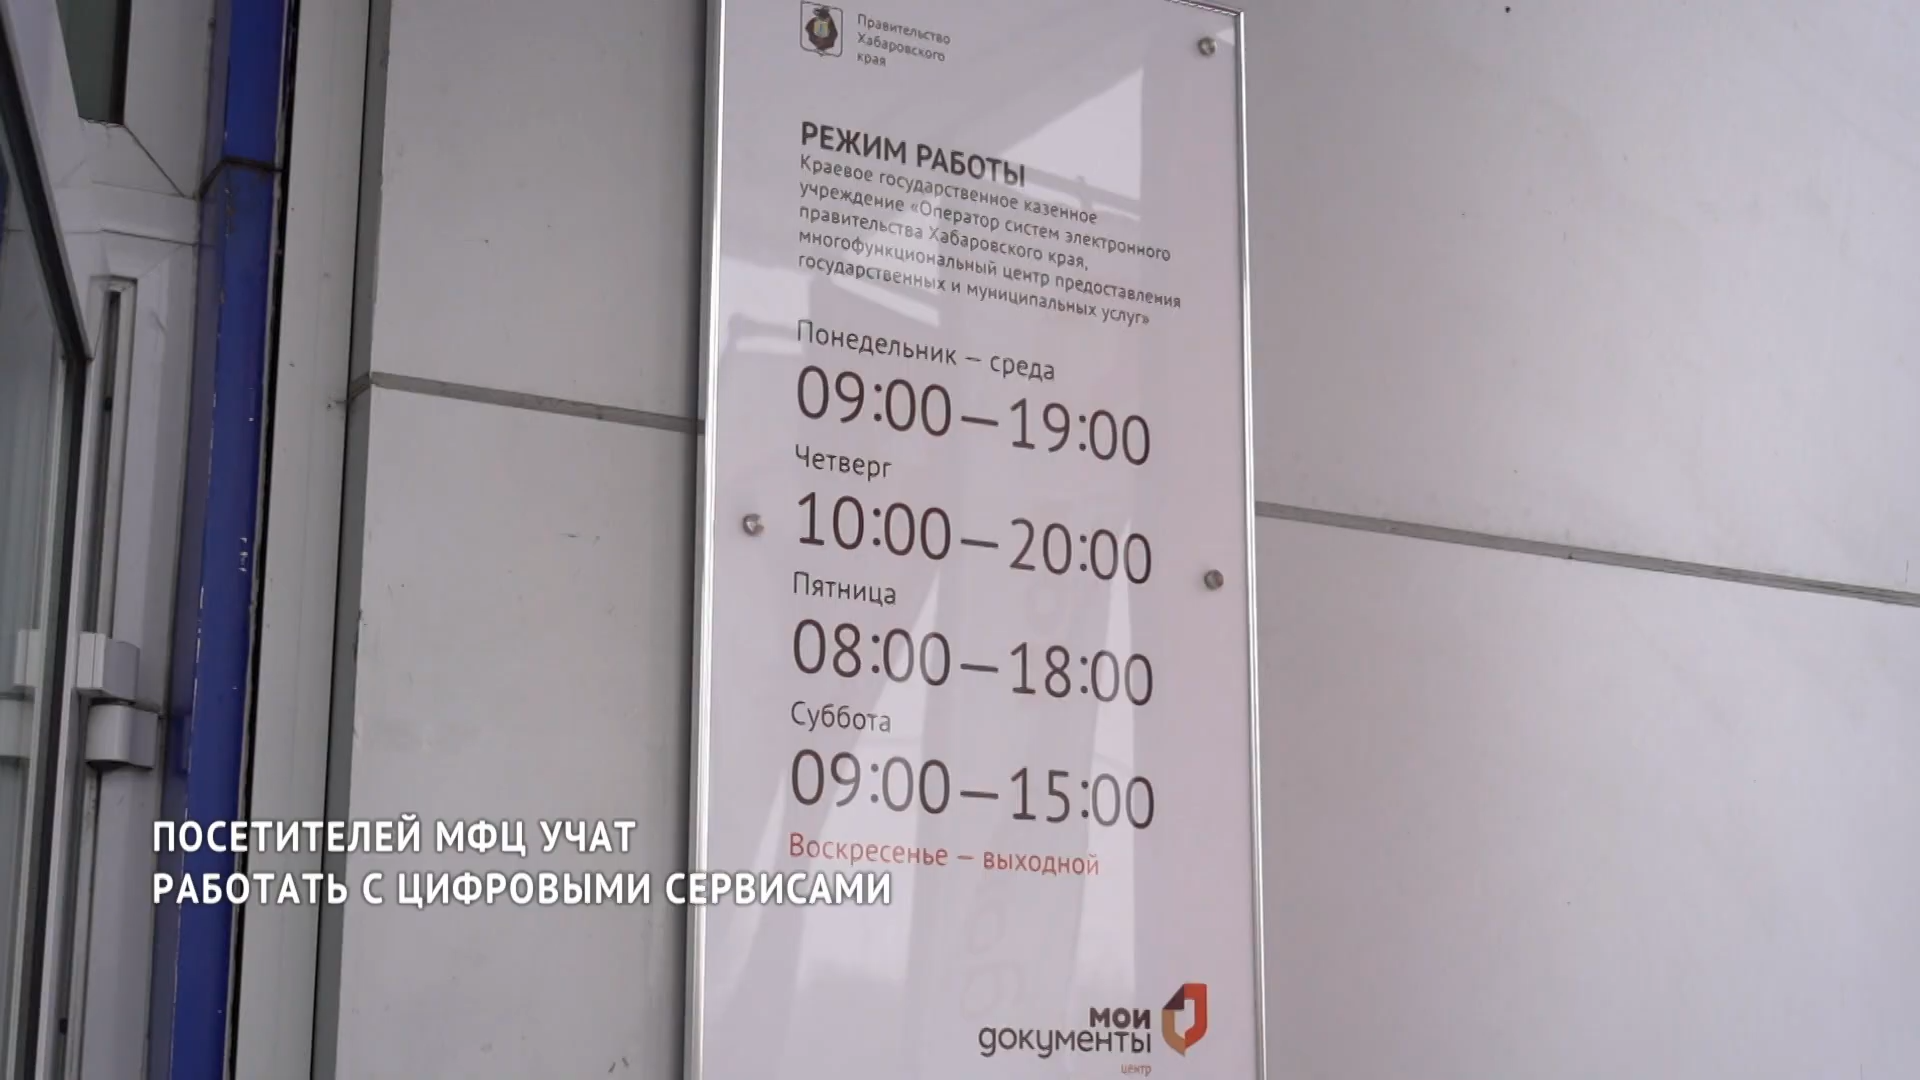 Правительство
Хабаровского
края
РЕЖИМ РАБОТЫ
Краевое государственное казенное
учреждение «Оператор систем электронного
правительства Хабаровского края,
многофункциональный центр предоставления
государственных и муниципальных услуг»
Понедельник – среда
09:00–19:00
Четверг
10:00–20:00
Пятница
08:00–18:00
Суббота
09:00–15:00
Воскресенье – выходной
ПОСЕТИТЕЛЕЙ МФЦ УЧАТ
РАБОТАТЬ С ЦИФРОВЫМИ СЕРВИСАМИ
мои
документы
центр